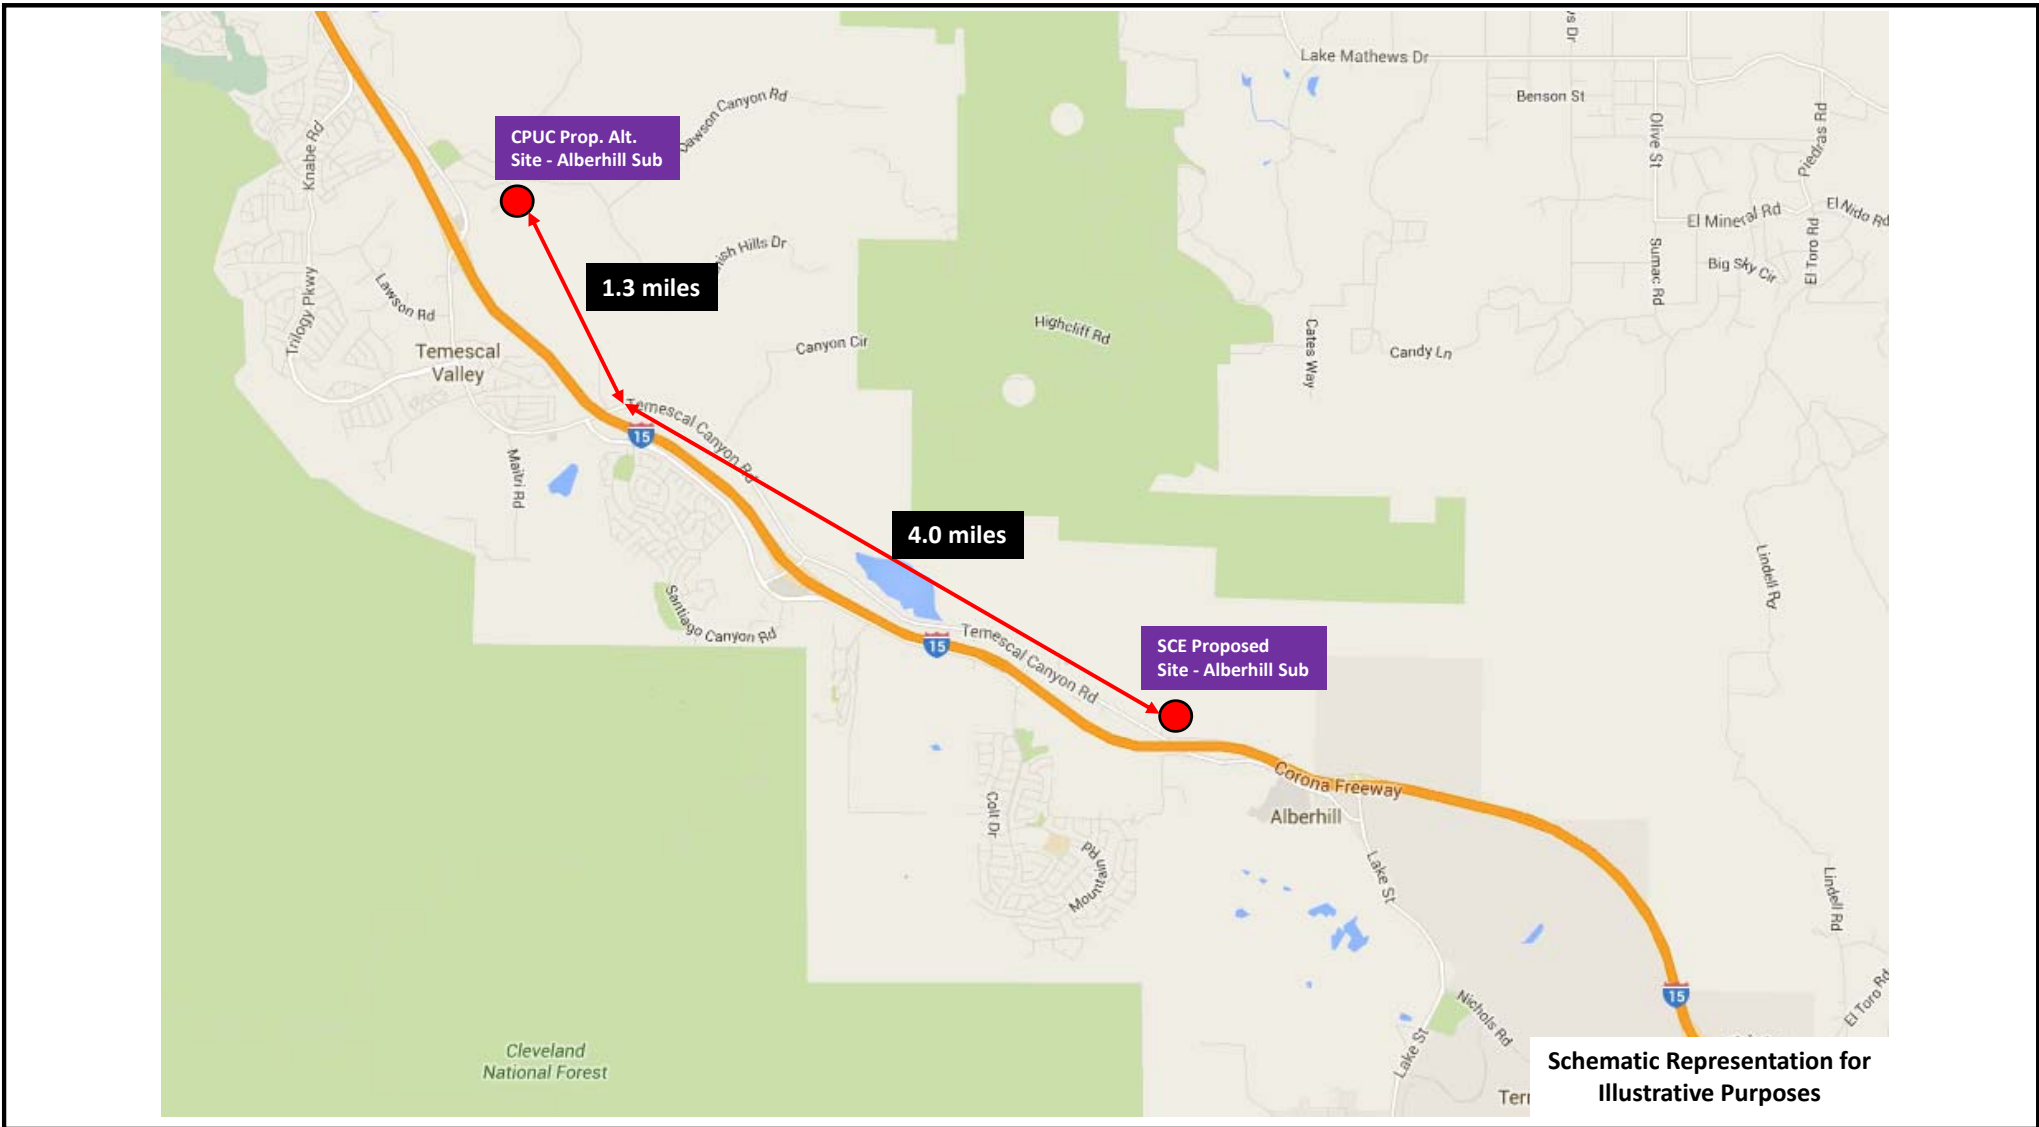 Lake Mathews Dr
s Dr
Benson St
Dawson Canyon Rd
CPUC Prop. Alt.
Site - Alberhill Sub
Knabe Rd
Olive St
Piedras Rd
El Mineral Rd
El Nido Rd
El Toro Rd
Big Sky Cir
Sumac Rd
ish Hills Dr
1.3 miles
Lawson Rd
Trilogy Pkwy
Temescal
Valley
Canyon Cir
Highcliff Rd
Cates Way
Candy Ln
Temescal Canyon Rd
15
Maitri Rd
4.0 miles
Lindell Rd
Santiago Canyon Rd
15
Temescal Canyon Rd
SCE Proposed
Site - Alberhill Sub
Corona Freeway
Alberhill
Colt Dr
Mountain Rd
Lake St
Lindell Rd
15
Nichols Rd
El Toro Rd
Lake St
Cleveland
National Forest
Schematic Representation for
Illustrative Purposes
Ter